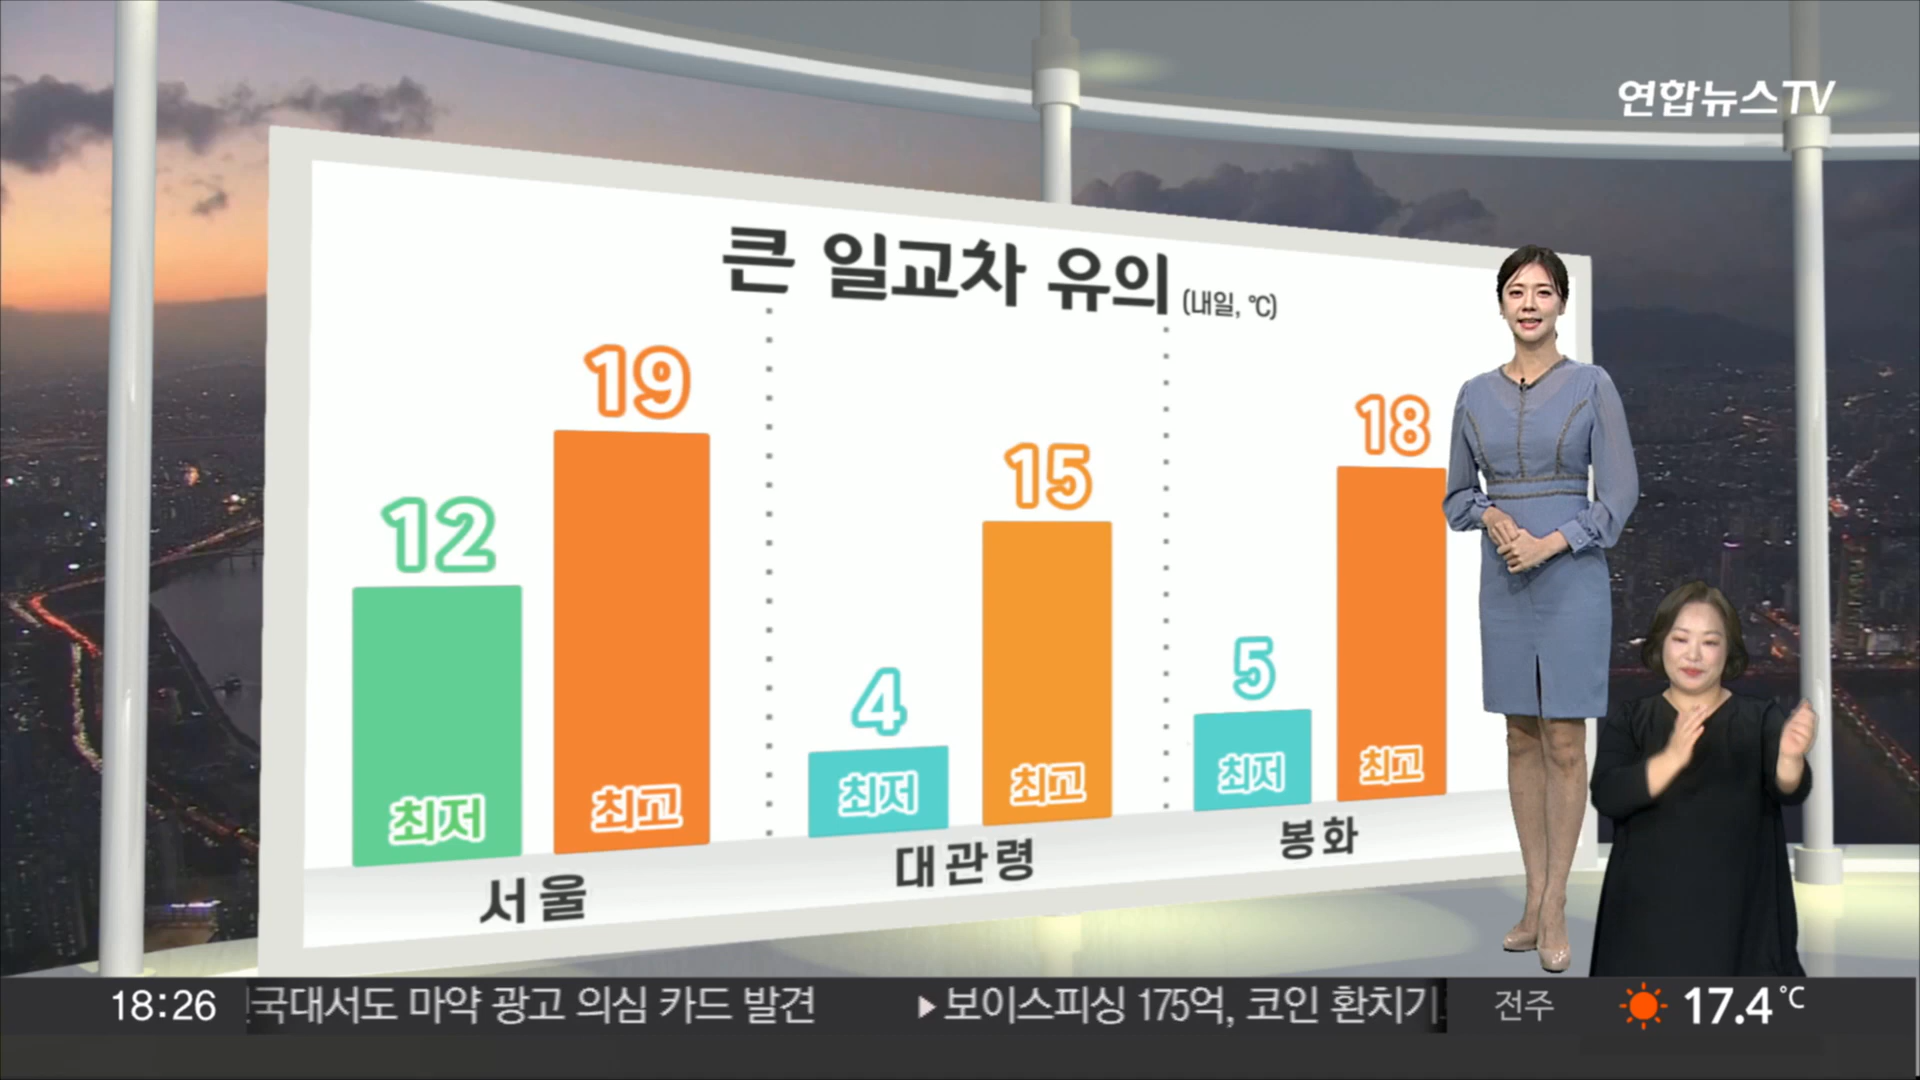 연합뉴스TV
큰 일교차 유의 (내일, ℃)
12
19
4
15
5
18
최저
최고
최저
최고
최저
최고
서울
대관령
봉화
18:26
국대서도 마약 광고 의심 카드 발견 ▶보이스피싱 175억, 코인 환치기
전주
17.4℃